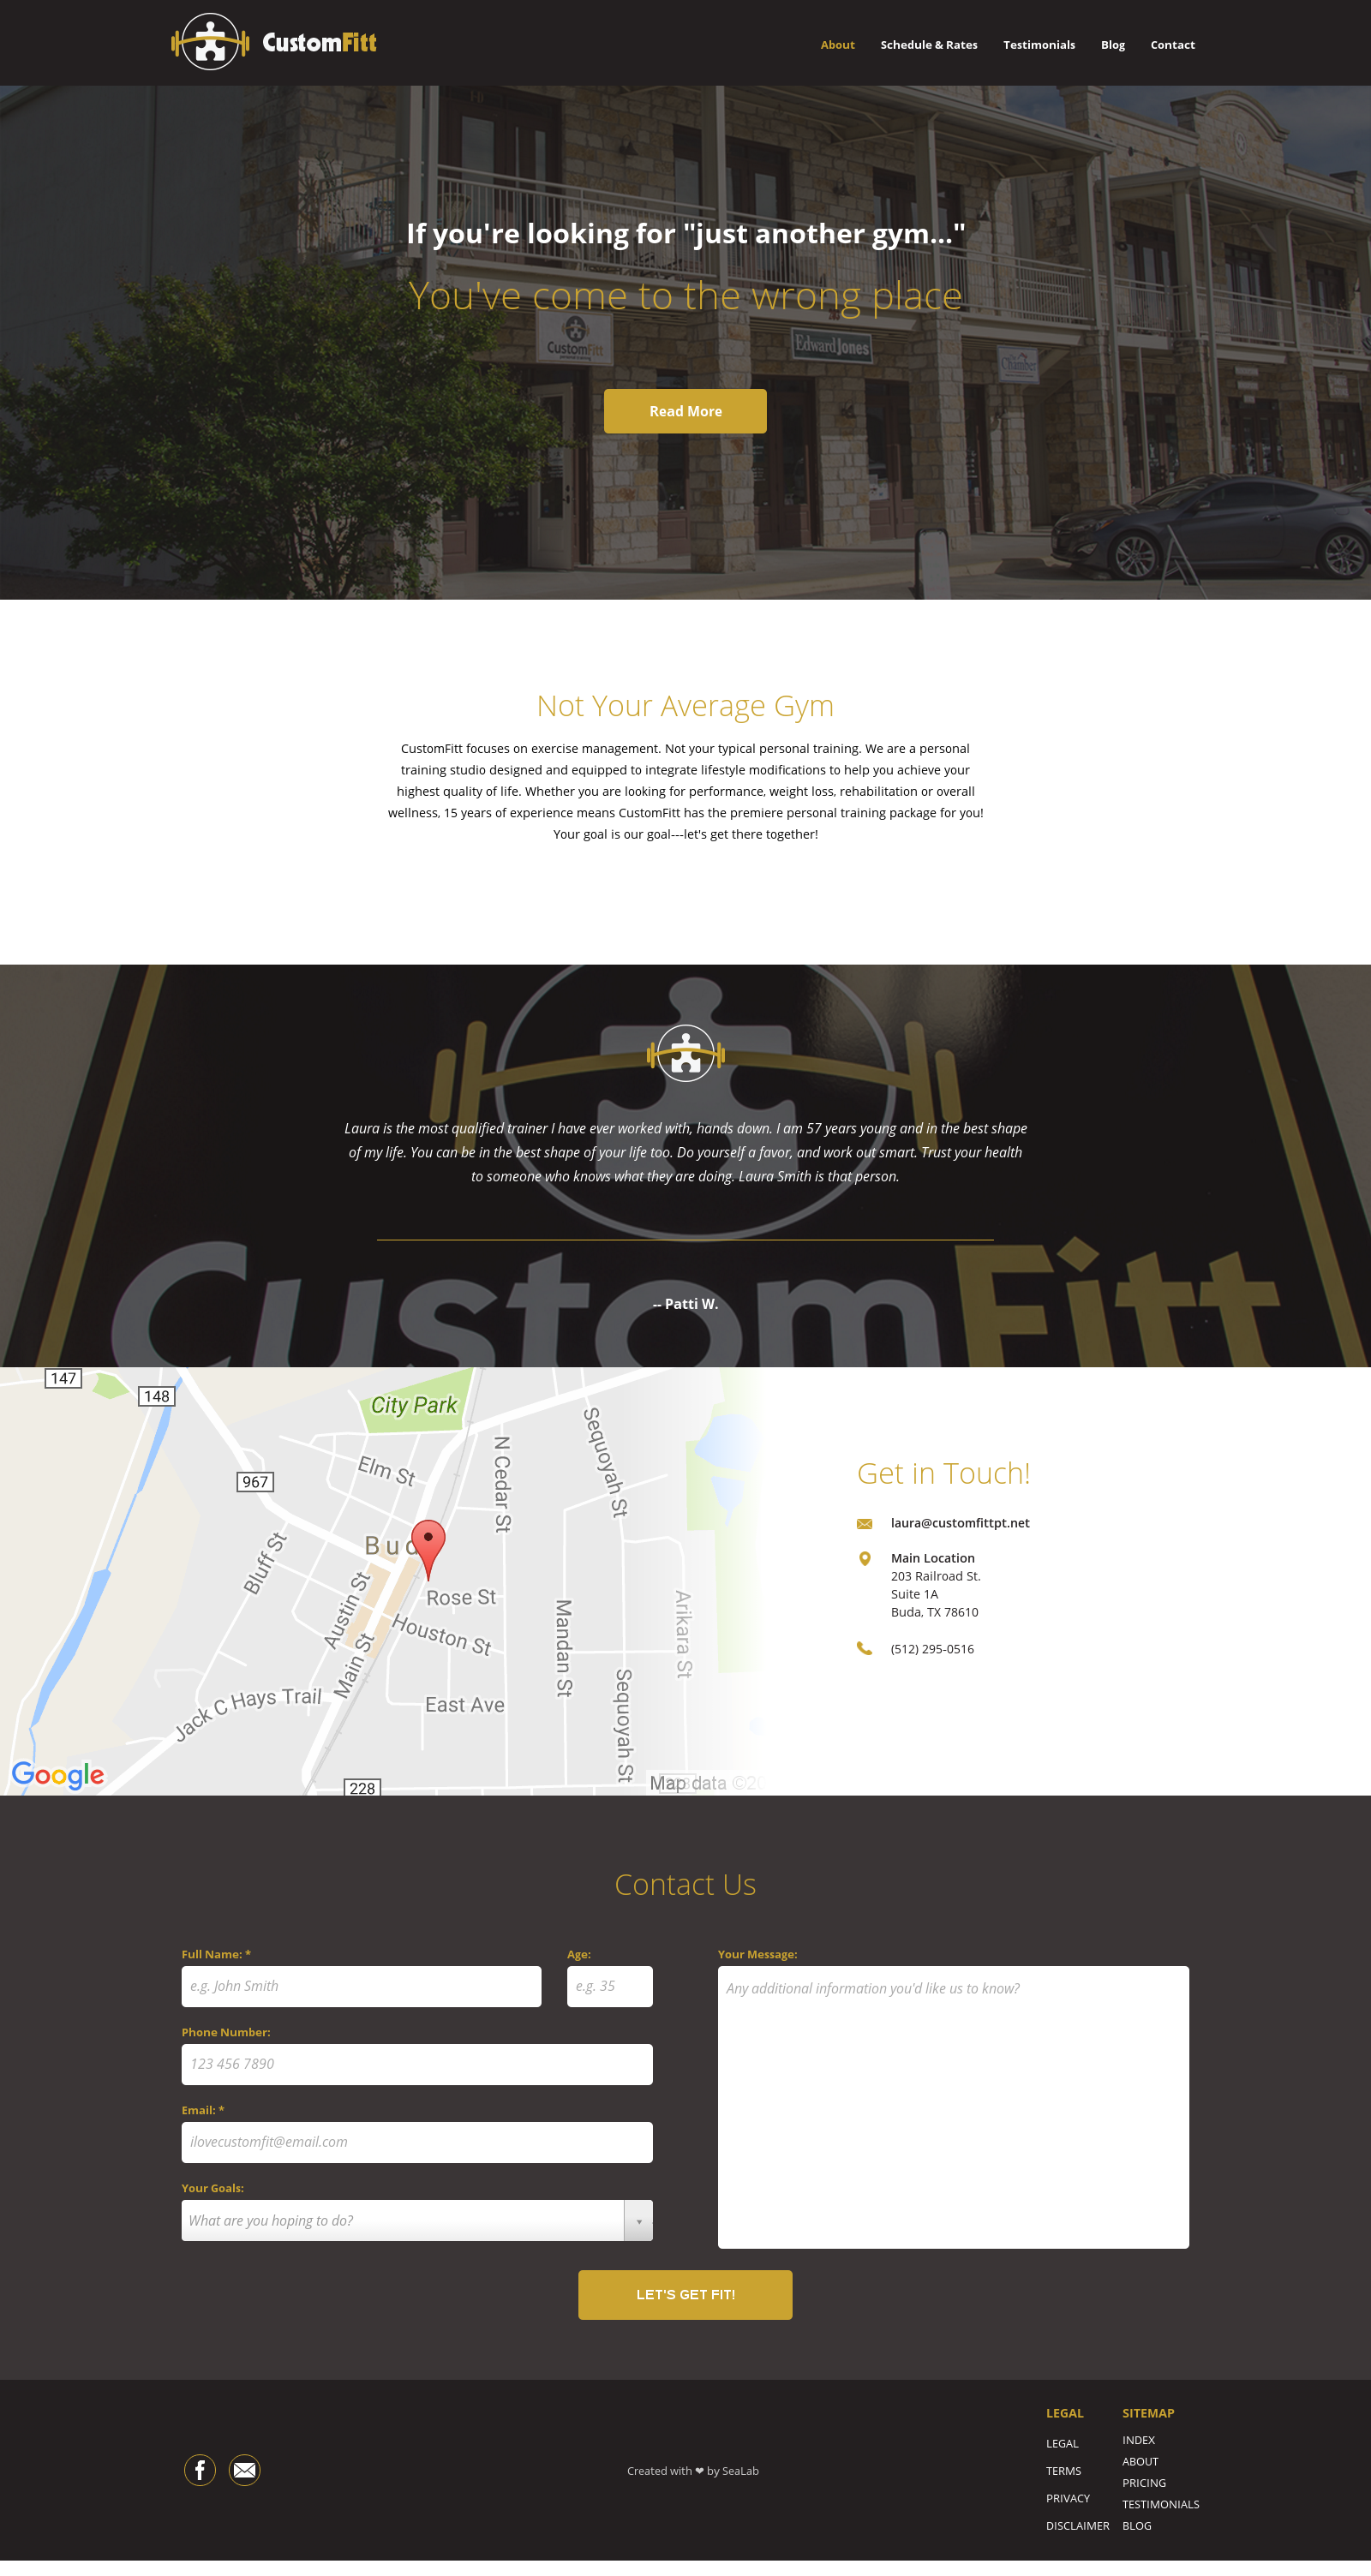 CustomFitt
About
Schedule & Rates
Testimonials
Blog
Contact
If you're looking for "just another gym..."
You've come to the wrong place
CustomFitt
Edward Jones
Chamber
Read More
Not Your Average Gym
CustomFitt focuses on exercise management. Not your typical personal training. We are a personal
training studio designed and equipped to integrate lifestyle modifications to help you achieve your
highest quality of life. Whether you are looking for performance, weight loss, rehabilitation or overall
wellness, 15 years of experience means CustomFitt has the premiere personal training package for you!
Your goal is our goal---let's get there together!
Laura is the most qualified trainer I have ever worked with, hands down. I am 57 years young and in the best shape
of my life. You can be in the best shape of your life too. Do yourself a favor, and work out smart. Trust your health
to someone who knows what they are doing. Laura Smith is that person.
CustomFitt
-- Patti W.
147
148
City Park
967
Elm St
N Cedar St
Sequoyah St
Bluff St
Bud
Rose St
Austin St
Houston St
Main St
Mandan St
Arikara St
Jack C Hays Trail
East Ave
Sequoyah St
Google
228
Map data ©20
Get in Touch!
laura@customfittpt.net
Main Location
203 Railroad St.
Suite 1A
Buda, TX 78610
(512) 295-0516
Contact Us
Full Name: *
e.g. John Smith
Age:
e.g. 35
Phone Number:
123 456 7890
Email: *
ilovecustomfit@email.com
Your Goals:
What are you hoping to do?
Your Message:
Any additional information you'd like us to know?
LET'S GET FIT!
Created with ❤ by SeaLab
LEGAL
LEGAL
TERMS
PRIVACY
DISCLAIMER
SITEMAP
INDEX
ABOUT
PRICING
TESTIMONIALS
BLOG